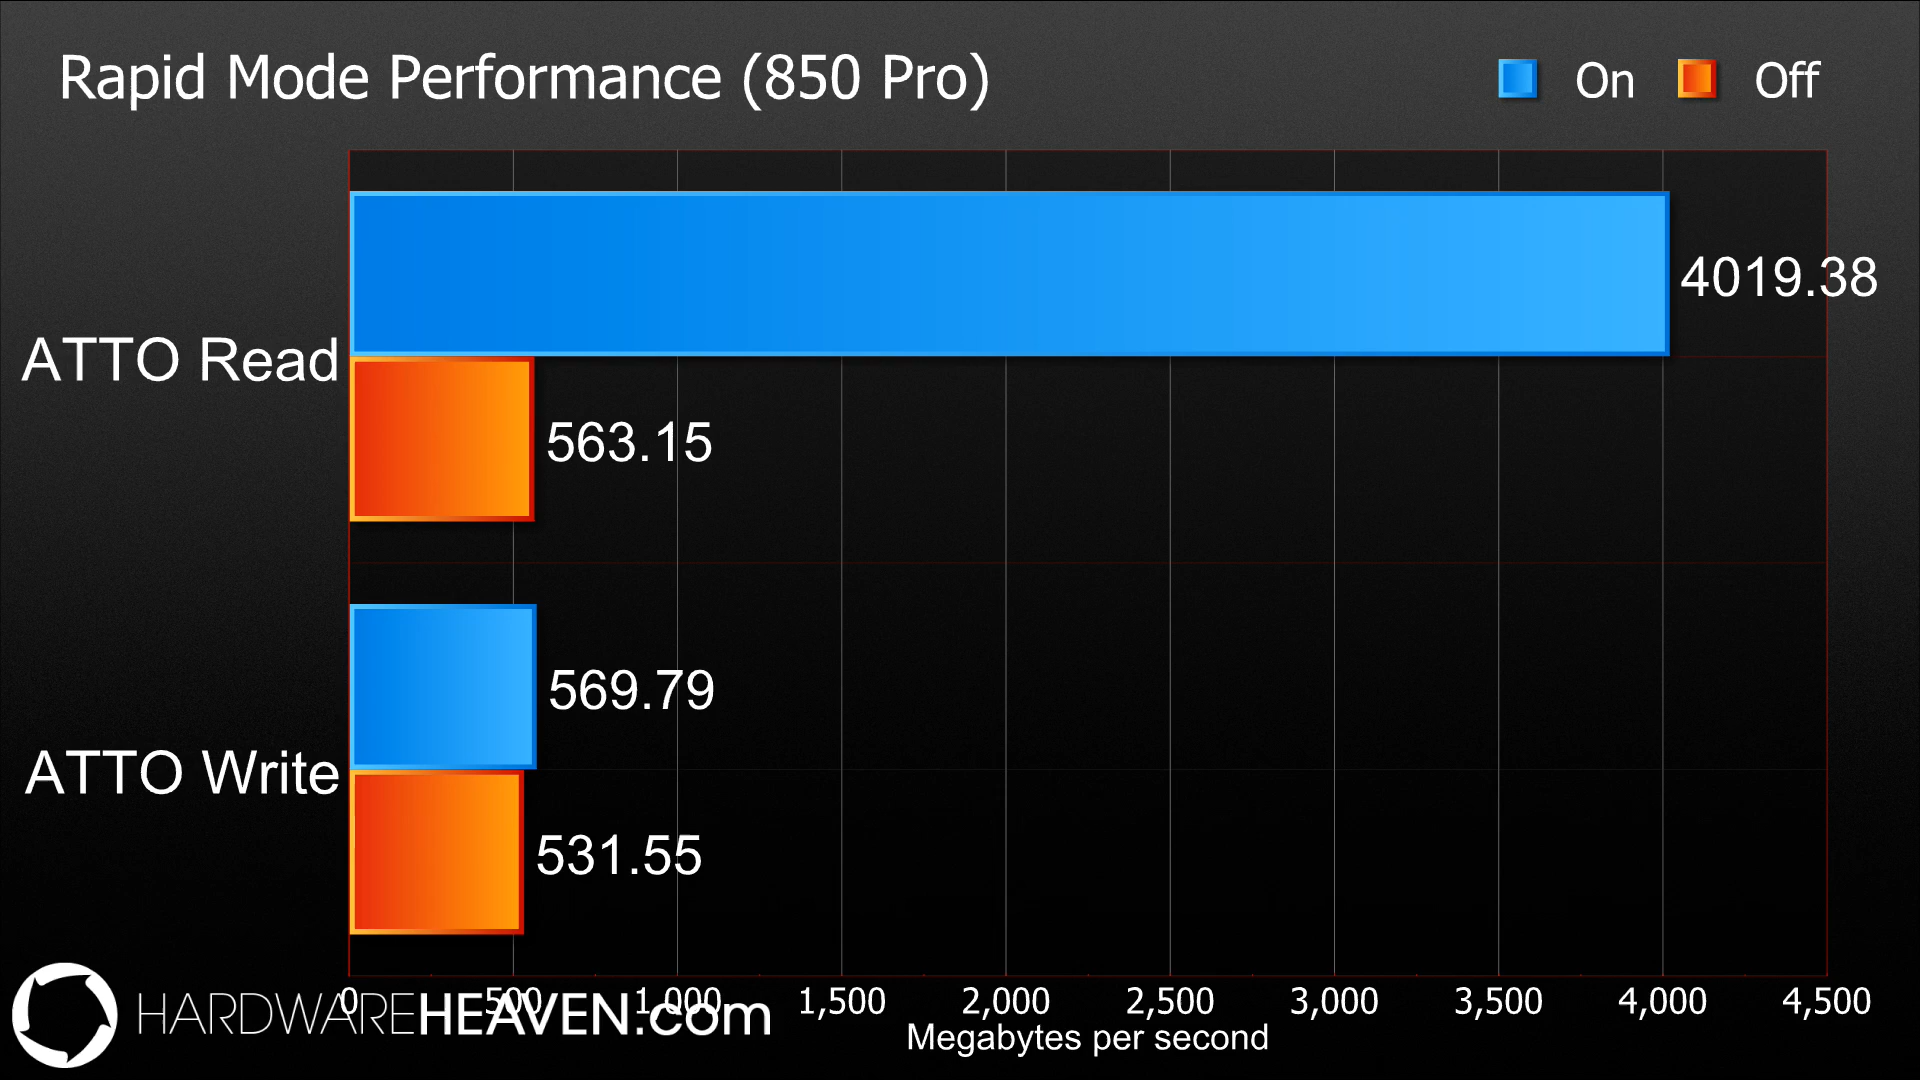 Rapid Mode Performance (850 Pro)
On Off
4019.38
ATTO Read
563.15
569.79
ATTO Write
531.55
0 500 1,000 1,500 2,000 2,500 3,000 3,500 4,000 4,500
HARDWAREHEAVEN.com
Megabytes per second